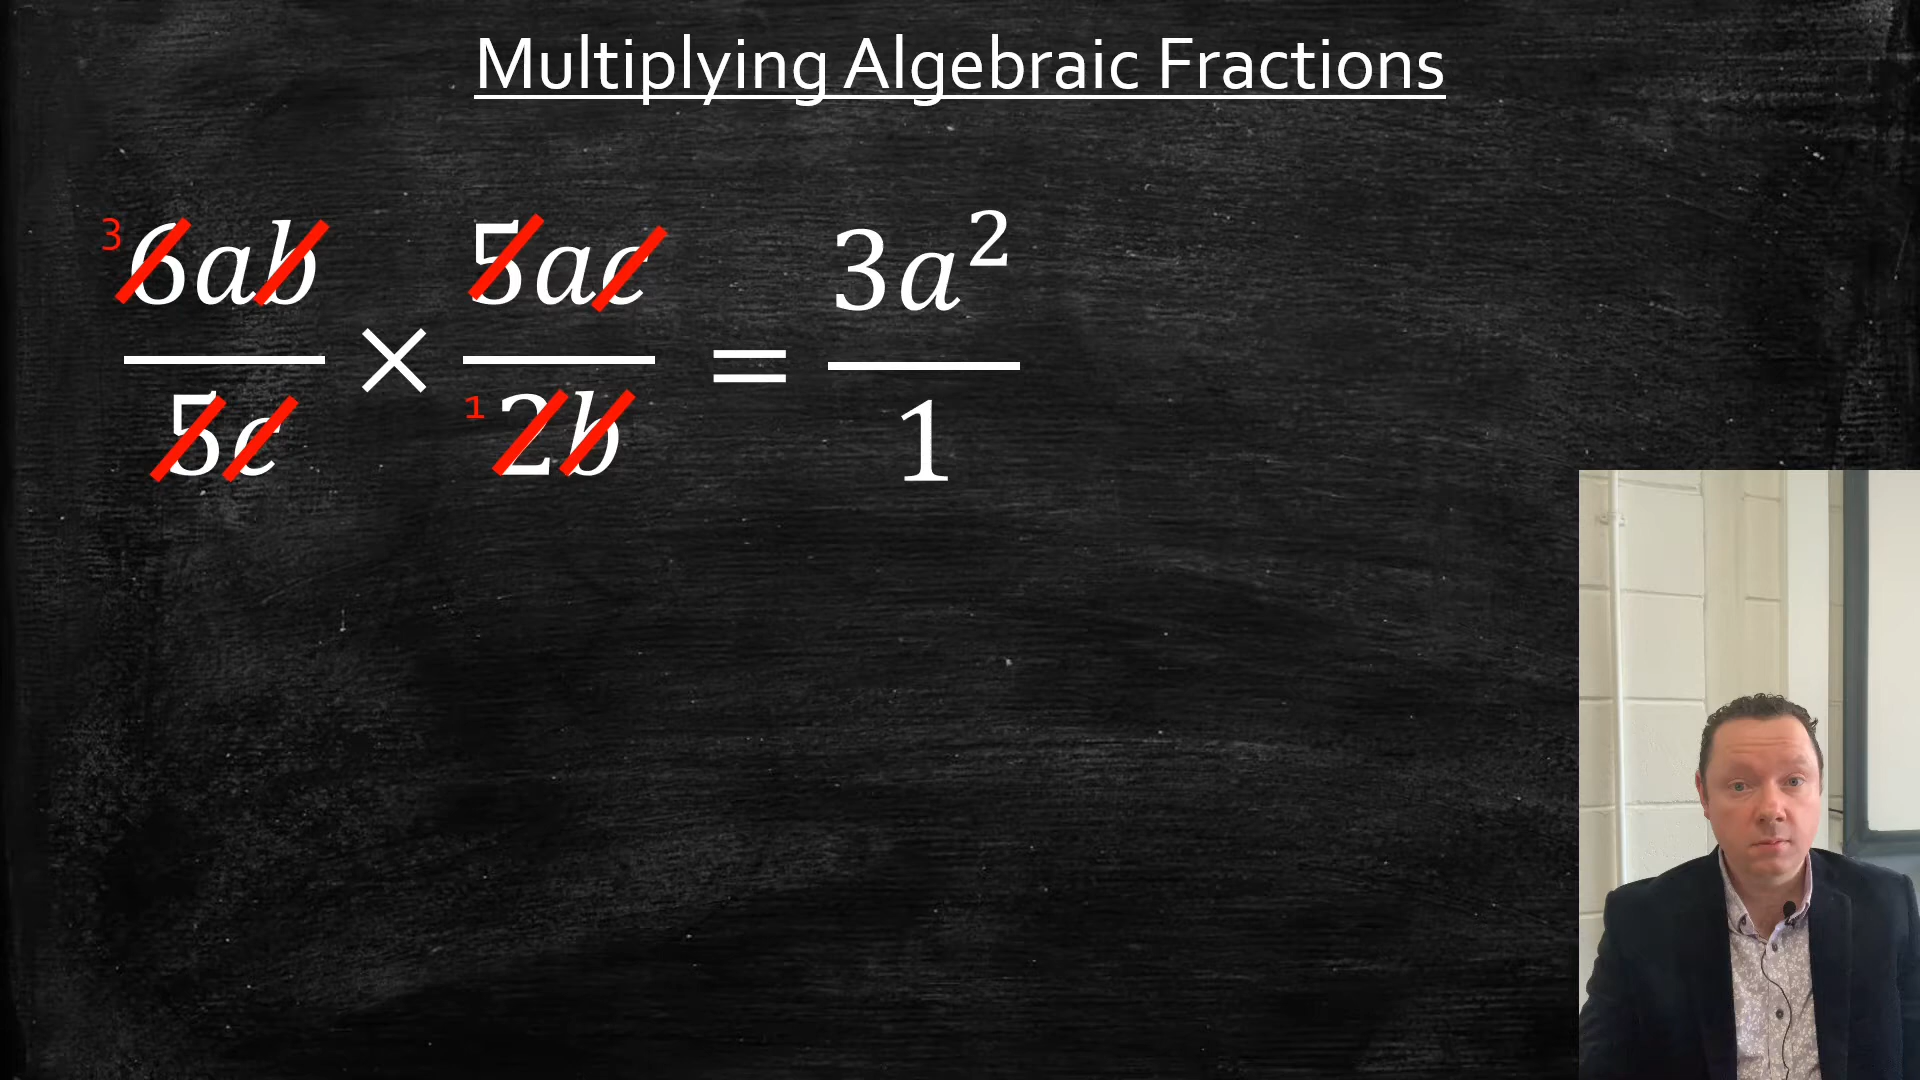 Multiplying Algebraic Fractions
3 6ab × 5ac = 3a²
5c 1 2b 1